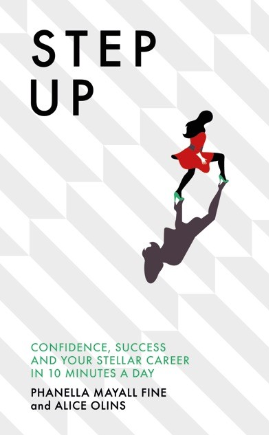 STEP
UP
CONFIDENCE, SUCCESS
AND YOUR STELLAR CAREER
IN 10 MINUTES A DAY
PHANELLA MAYALL FINE
and ALICE OLINS